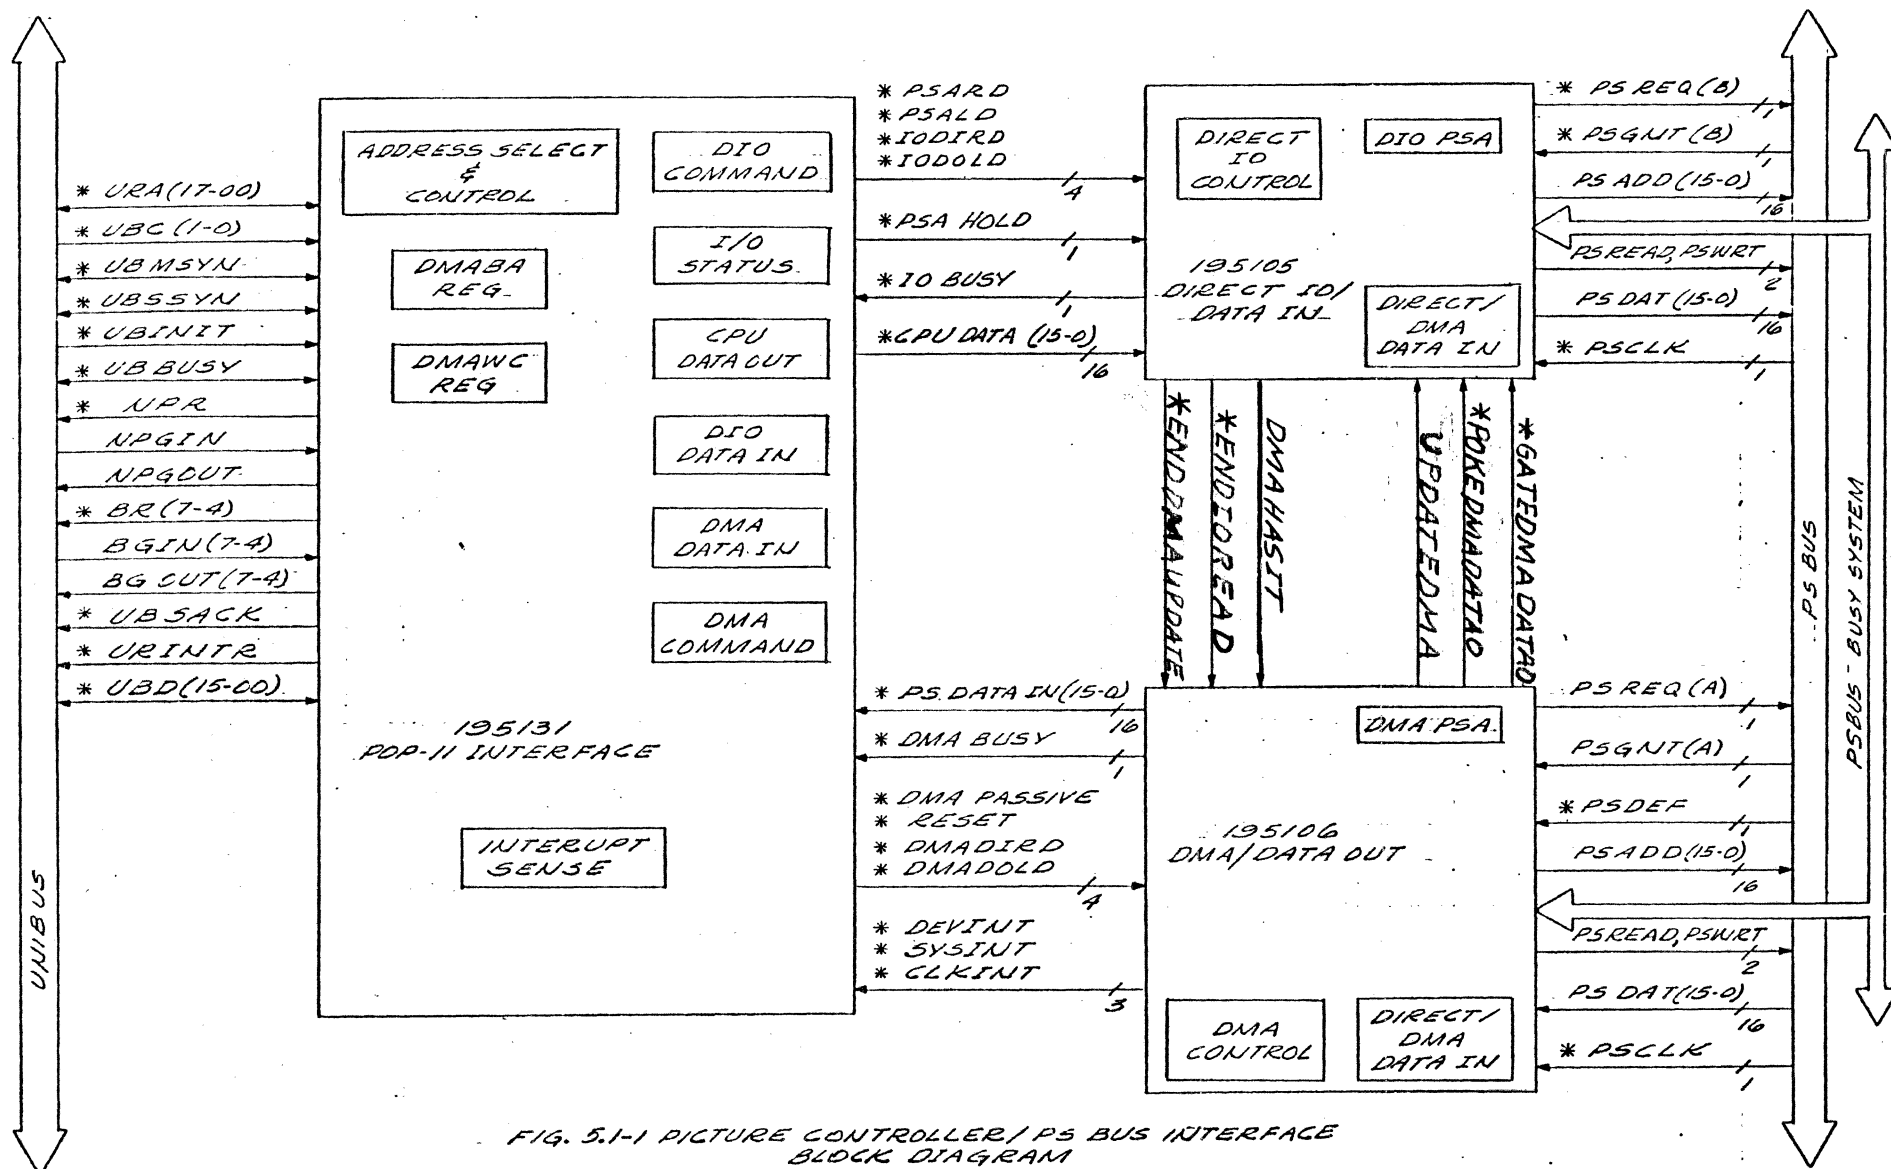 * URA(17-00)
* UBC (1-0)
* UBMSYN
* UBSSYN
* UBINIT
* UB BUSY
* NPR
NPGIN
NPGOUT
* BR(7-4)
BGIN(7-4)
BG OUT(7-4)
* UBSACK
* URINTR
* UBD(15-00)
UNIBUS
ADDRESS SELECT
&
CONTROL
DMABA
REG
DMAWC
REG
DIO
COMMAND
I/O
STATUS
CPU
DATA OUT
DIO
DATA IN
DMA
DATA IN
DMA
COMMAND
195131
PDP-11 INTERFACE
INTERUPT
SENSE
* PSARD
* PSALD
* IODIRD
* IODOLD
4
* PSA HOLD
1
* IO BUSY
1
* CPU DATA (15-0)
16
* PS DATA IN(15-0)
16
* DMA BUSY
1
* DMA PASSIVE
* RESET
* DMADIRD
* DMADOLD
4
* DEVINT
* SYSINT
* CLKINT
3
DIRECT
IO
CONTROL
DIO PSA
195105
DIRECT IO/
DATA IN
DIRECT/
DMA
DATA IN
*ENDDMAUPDATE
*ENDIOREAD
DMAHASIT
UPDATEDMA
*POKEDMADATAO
*GATEDMADATAO
DMA PSA
195106
DMA/DATA OUT
DMA
CONTROL
DIRECT/
DMA
DATA IN
* PS REQ(B)
1
* PSGNT(B)
1
PS ADD(15-0)
16
PSREAD, PSWRT
2
PS DAT(15-0)
16
* PSCLK
1
PS REQ(A)
1
PSGNT(A)
1
* PSDEF
1
PS ADD(15-0)
16
PSREAD, PSWRT
2
PS DAT(15-0)
16
* PSCLK
1
PS BUS
PSBUS - BUSY SYSTEM
FIG. 5.1-1 PICTURE CONTROLLER/PS BUS INTERFACE
BLOCK DIAGRAM